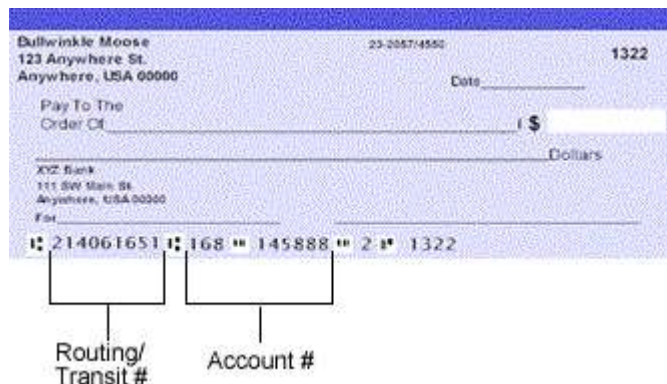 Bullwinkle Moose
123 Anywhere St.
Anywhere, USA 00000
23-2057/4550
1322
Date
Pay To The
Order Of
$
Dollars
XYZ Bank
111 SW Main St.
Anywhere, USA 00000
For
⑆ 214061651 ⑆ 168 ⑈ 145888 ⑈ 2 ⑈ 1322
Routing/
Transit #
Account #